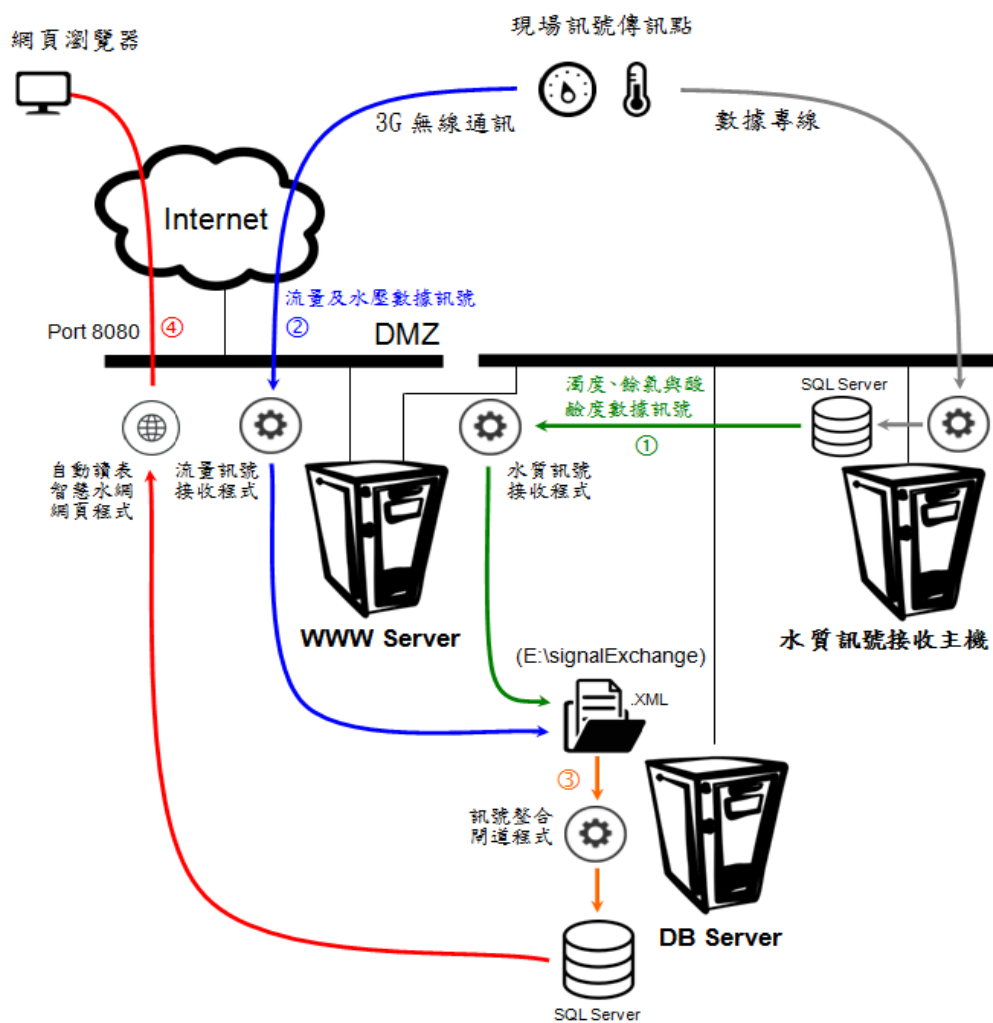 網頁瀏覽器
現場訊號傳訊點
3G 無線通訊
數據專線
Internet
流量及水壓數據訊號
Port 8080
④
②
DMZ
濁度、餘氯與酸
鹼度數據訊號
①
SQL Server
自動讀表
智慧水網
網頁程式
流量訊號
接收程式
水質訊號
接收程式
WWW Server
水質訊號接收主機
(E:\signalExchange)
.XML
③
訊號整合
閘道程式
DB Server
SQL Server